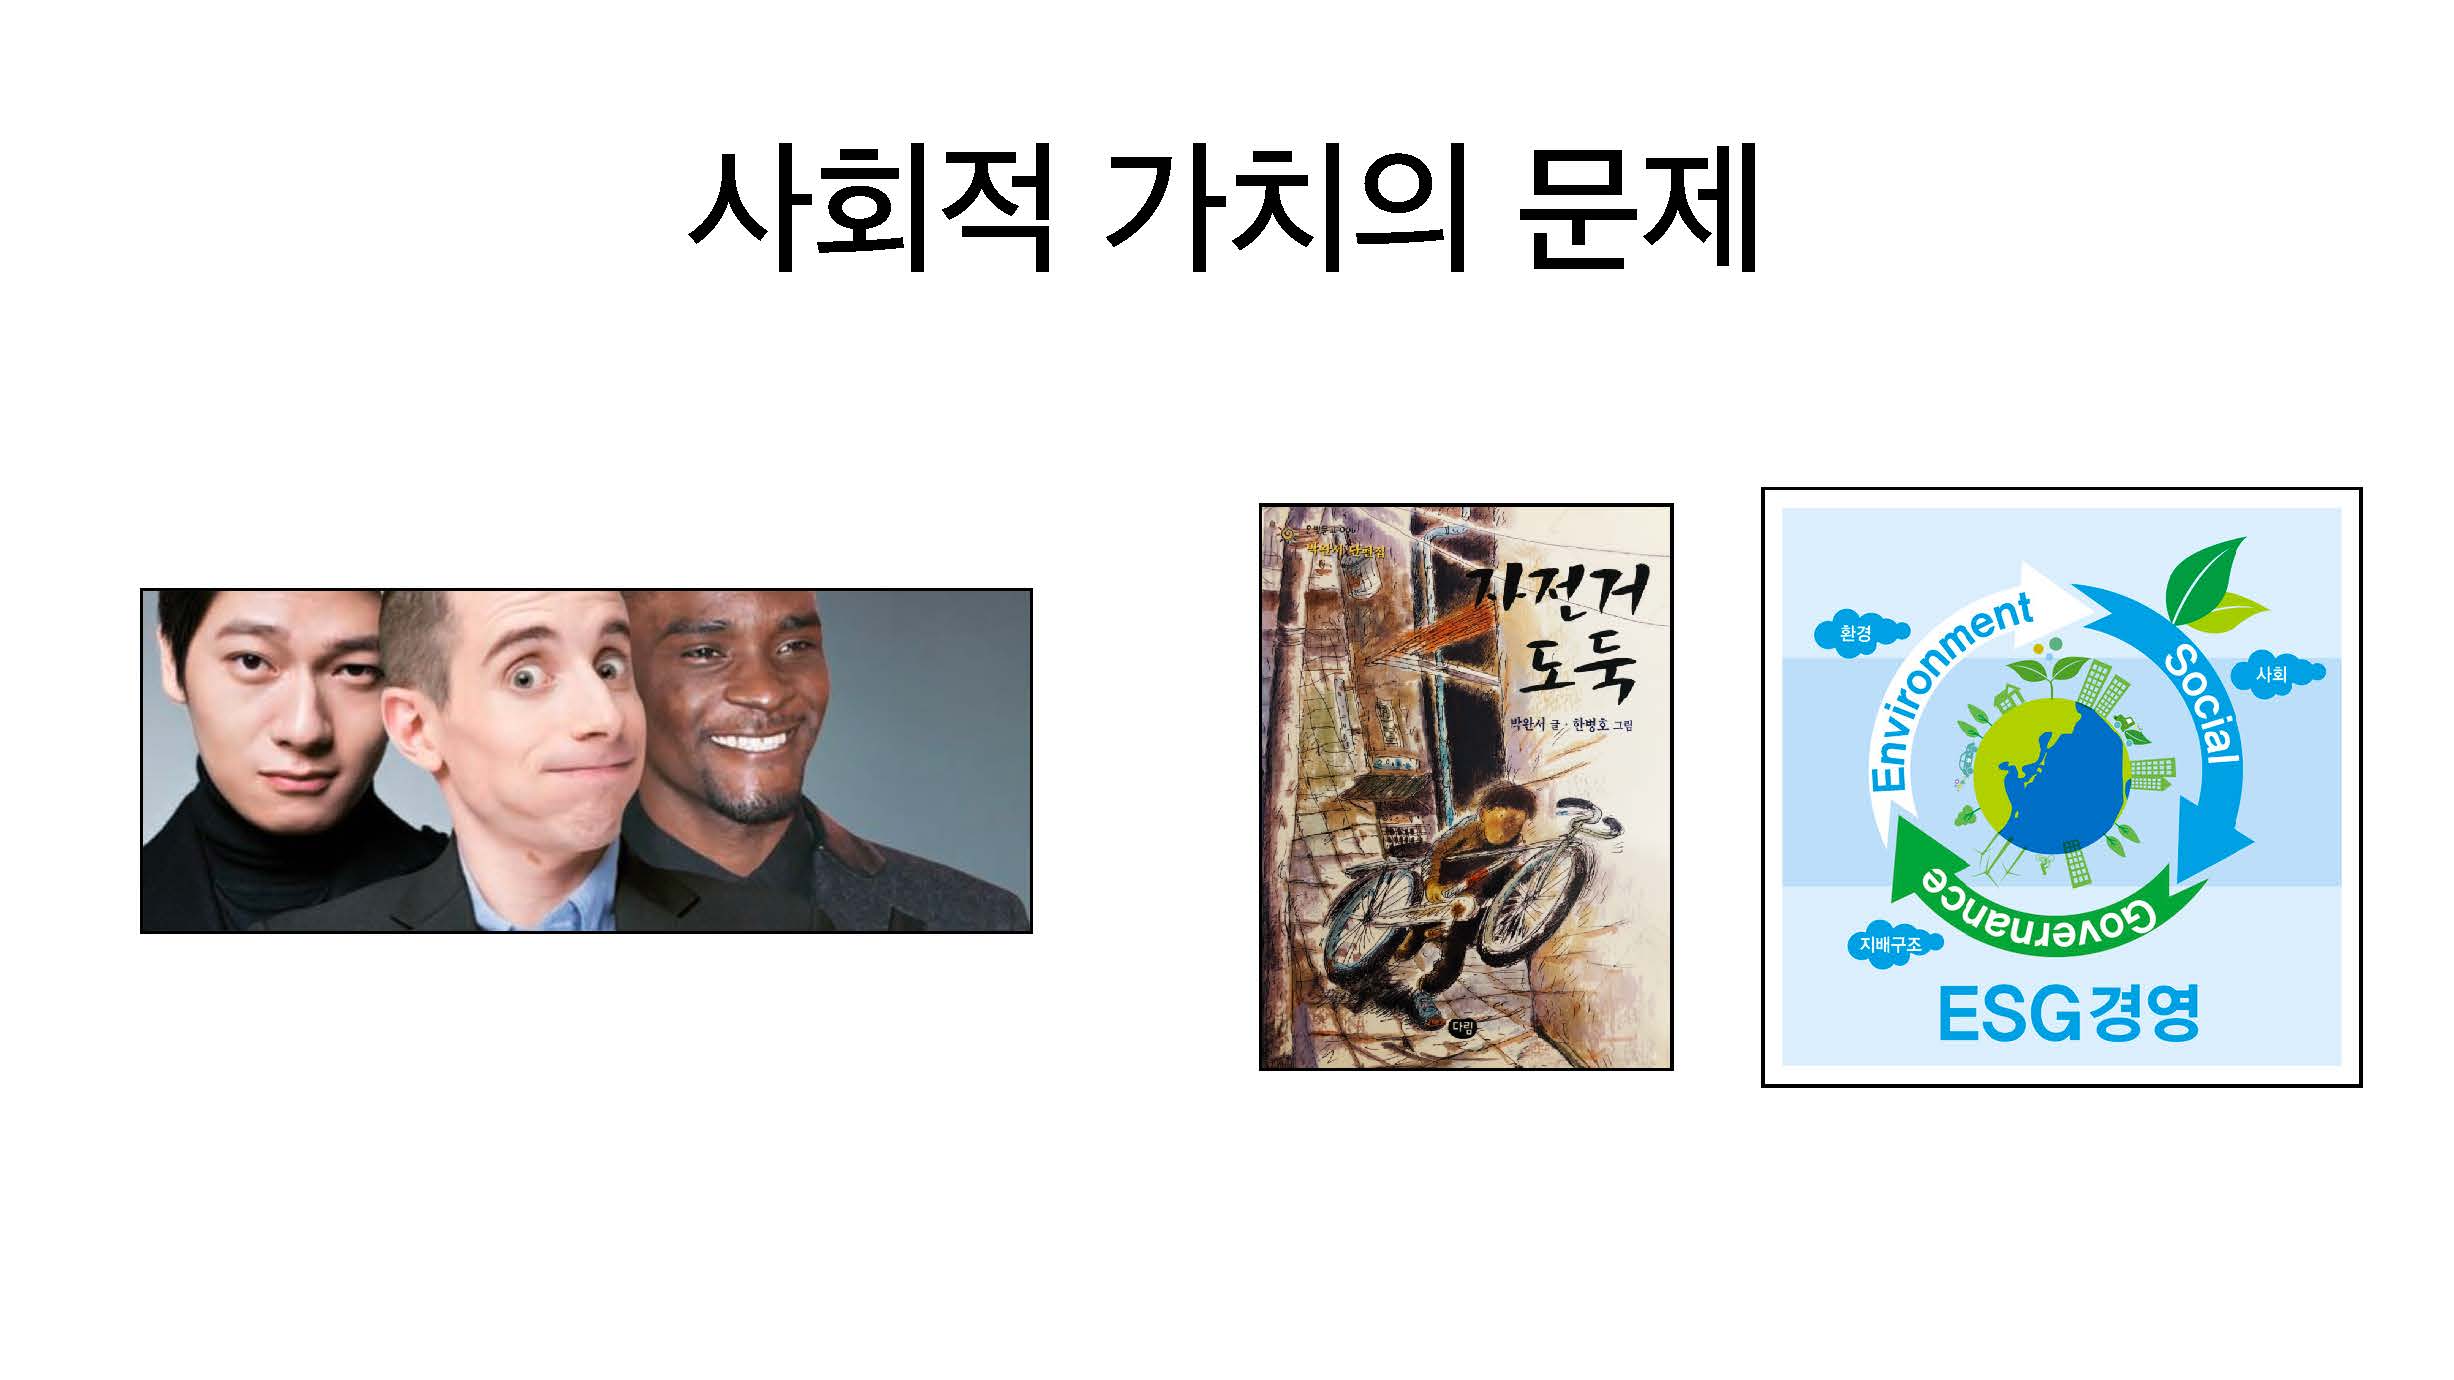 사회적 가치의 문제
박완서 단편집
자전거
도둑
박완서 글 · 한병호 그림
다림
Environment
Social
Governance
환경
사회
지배구조
ESG경영